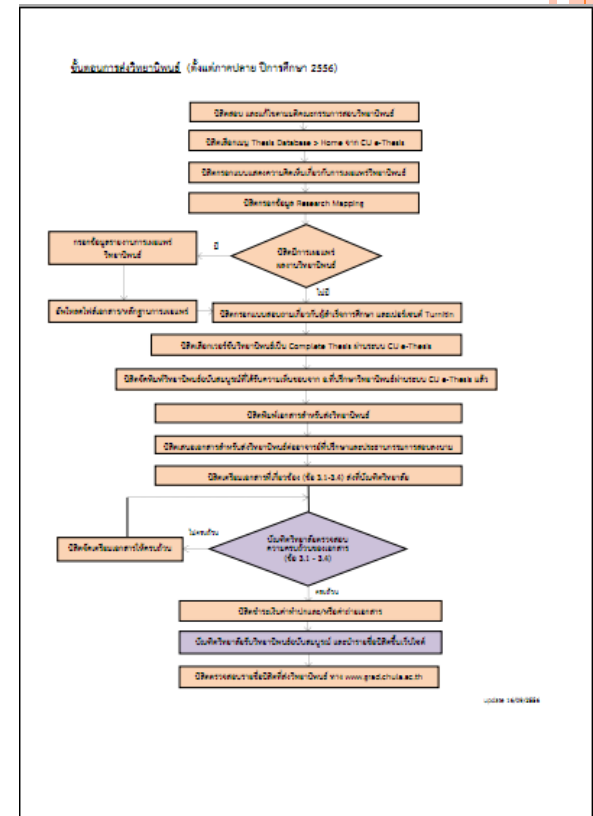 ขั้นตอนการส่งวิทยานิพนธ์ (ตั้งแต่ภาคปลาย ปีการศึกษา 2556)
นิสิตสอบ และแก้ไขตามมติคณะกรรมการสอบวิทยานิพนธ์
นิสิตเลือกเมนู Thesis Database > Home จาก CU e-Thesis
นิสิตกรอกแบบแสดงความคิดเห็นเกี่ยวกับการเผยแพร่วิทยานิพนธ์
นิสิตกรอกข้อมูล Research Mapping
กรอกข้อมูลรายงานการเผยแพร่
วิทยานิพนธ์
มี
นิสิตมีการเผยแพร่
ผลงานวิทยานิพนธ์
ไม่มี
อัพโหลดไฟล์เอกสาร/หลักฐานการเผยแพร่
นิสิตกรอกแบบสอบถามเกี่ยวกับผู้สำเร็จการศึกษา และเปอร์เซนต์ Turnitin
นิสิตเลือกเวอร์ชันวิทยานิพนธ์เป็น Complete Thesis ผ่านระบบ CU e-Thesis
นิสิตจัดพิมพ์วิทยานิพนธ์ฉบับสมบูรณ์ที่ได้รับความเห็นชอบจาก อ.ที่ปรึกษาวิทยานิพนธ์ผ่านระบบ CU e-Thesis แล้ว
นิสิตพิมพ์เอกสารสำหรับส่งวิทยานิพนธ์
นิสิตเสนอเอกสารสำหรับส่งวิทยานิพนธ์ต่ออาจารย์ที่ปรึกษาและประธานกรรมการสอบลงนาม
นิสิตเตรียมเอกสารที่เกี่ยวข้อง (ข้อ 3.1-3.4) ส่งที่บัณฑิตวิทยาลัย
ไม่ครบถ้วน
นิสิตจัดเตรียมเอกสารให้ครบถ้วน
บัณฑิตวิทยาลัยตรวจสอบ
ความครบถ้วนของเอกสาร
(ข้อ 3.1 - 3.4)
ครบถ้วน
นิสิตชำระเงินค่าทำปกและ/หรือค่าถ่ายเอกสาร
บัณฑิตวิทยาลัยรับวิทยานิพนธ์ฉบับสมบูรณ์ และนำรายชื่อนิสิตขึ้นเว็บไซต์
นิสิตตรวจสอบรายชื่อนิสิตที่ส่งวิทยานิพนธ์ ทาง www.grad.chula.ac.th